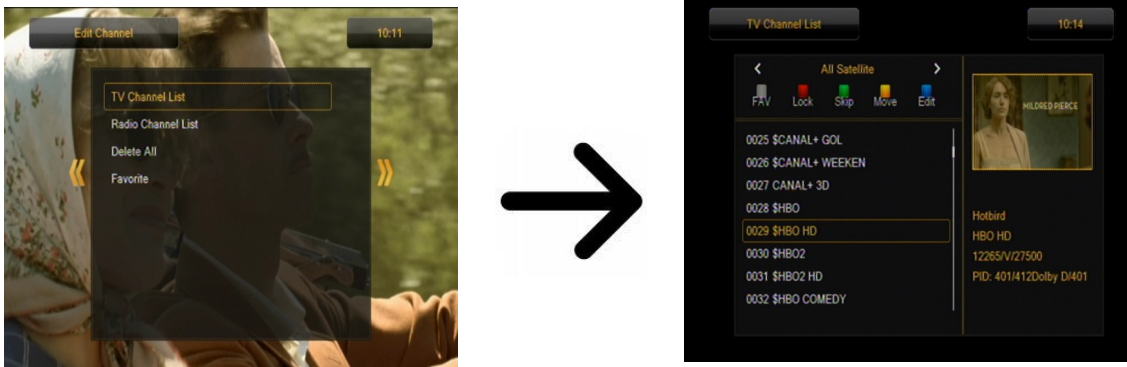 Edit Channel
10:11
TV Channel List
Radio Channel List
Delete All
Favorite
TV Channel List
10:14
All Satellite
FAV Lock Skip Move Edit
MILDRED PIERCE
0025 $CANAL+ GOL
0026 $CANAL+ WEEKEN
0027 CANAL+ 3D
0028 $HBO
0029 $HBO HD
0030 $HBO2
0031 $HBO2 HD
0032 $HBO COMEDY
Hotbird
HBO HD
12265/V/27500
PID: 401/412Dolby D/401